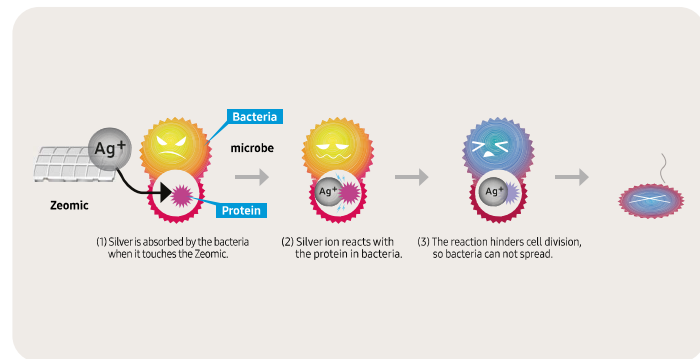 Bacteria
Ag+
microbe
Ag+
Ag+
Zeomic
Protein
(1) Silver is absorbed by the bacteria
when it touches the Zeomic.
(2) Silver ion reacts with
the protein in bacteria.
(3) The reaction hinders cell division,
so bacteria can not spread.